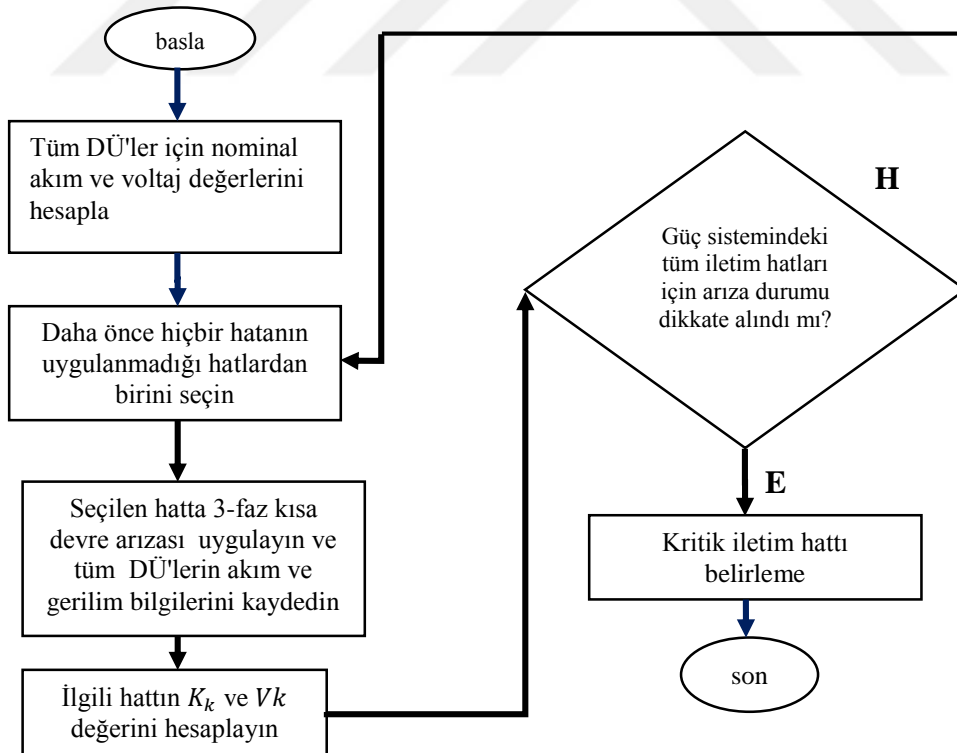 basla
Tüm DÜ'ler için nominal
akım ve voltaj değerlerini
hesapla
Daha önce hiçbir hatanın
uygulanmadığı hatlardan
birini seçin
Seçilen hatta 3-faz kısa
devre arızası uygulayın ve
tüm DÜ'lerin akım ve
gerilim bilgilerini kaydedin
İlgili hattın K_k ve Vk
değerini hesaplayın
H
Güç sistemindeki
tüm iletim hatları
için arıza durumu
dikkate alındı mı?
E
Kritik iletim hattı
belirleme
son